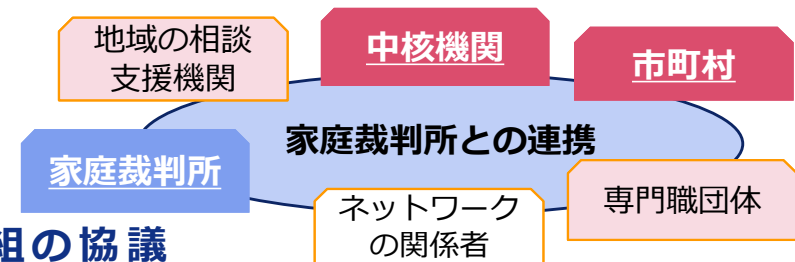 地域の相談
支援機関
中核機関
市町村
家庭裁判所との連携
家庭裁判所
専門職団体
ネットワーク
の関係者
組の協議